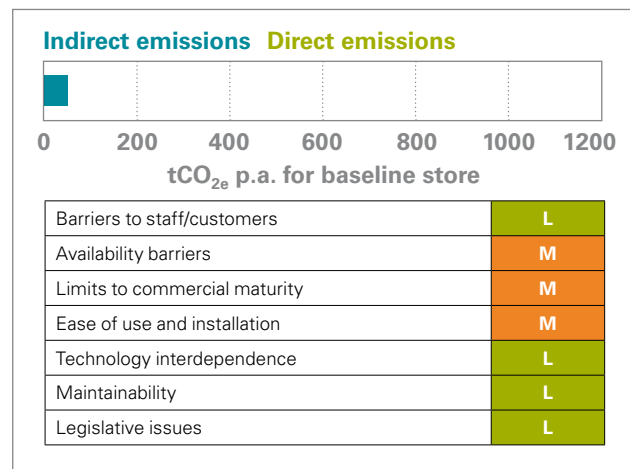 Indirect emissions Direct emissions
0 200 400 600 800 1000 1200
tCO2e p.a. for baseline store
Barriers to staff/customers L
Availability barriers M
Limits to commercial maturity M
Ease of use and installation M
Technology interdependence L
Maintainability L
Legislative issues L